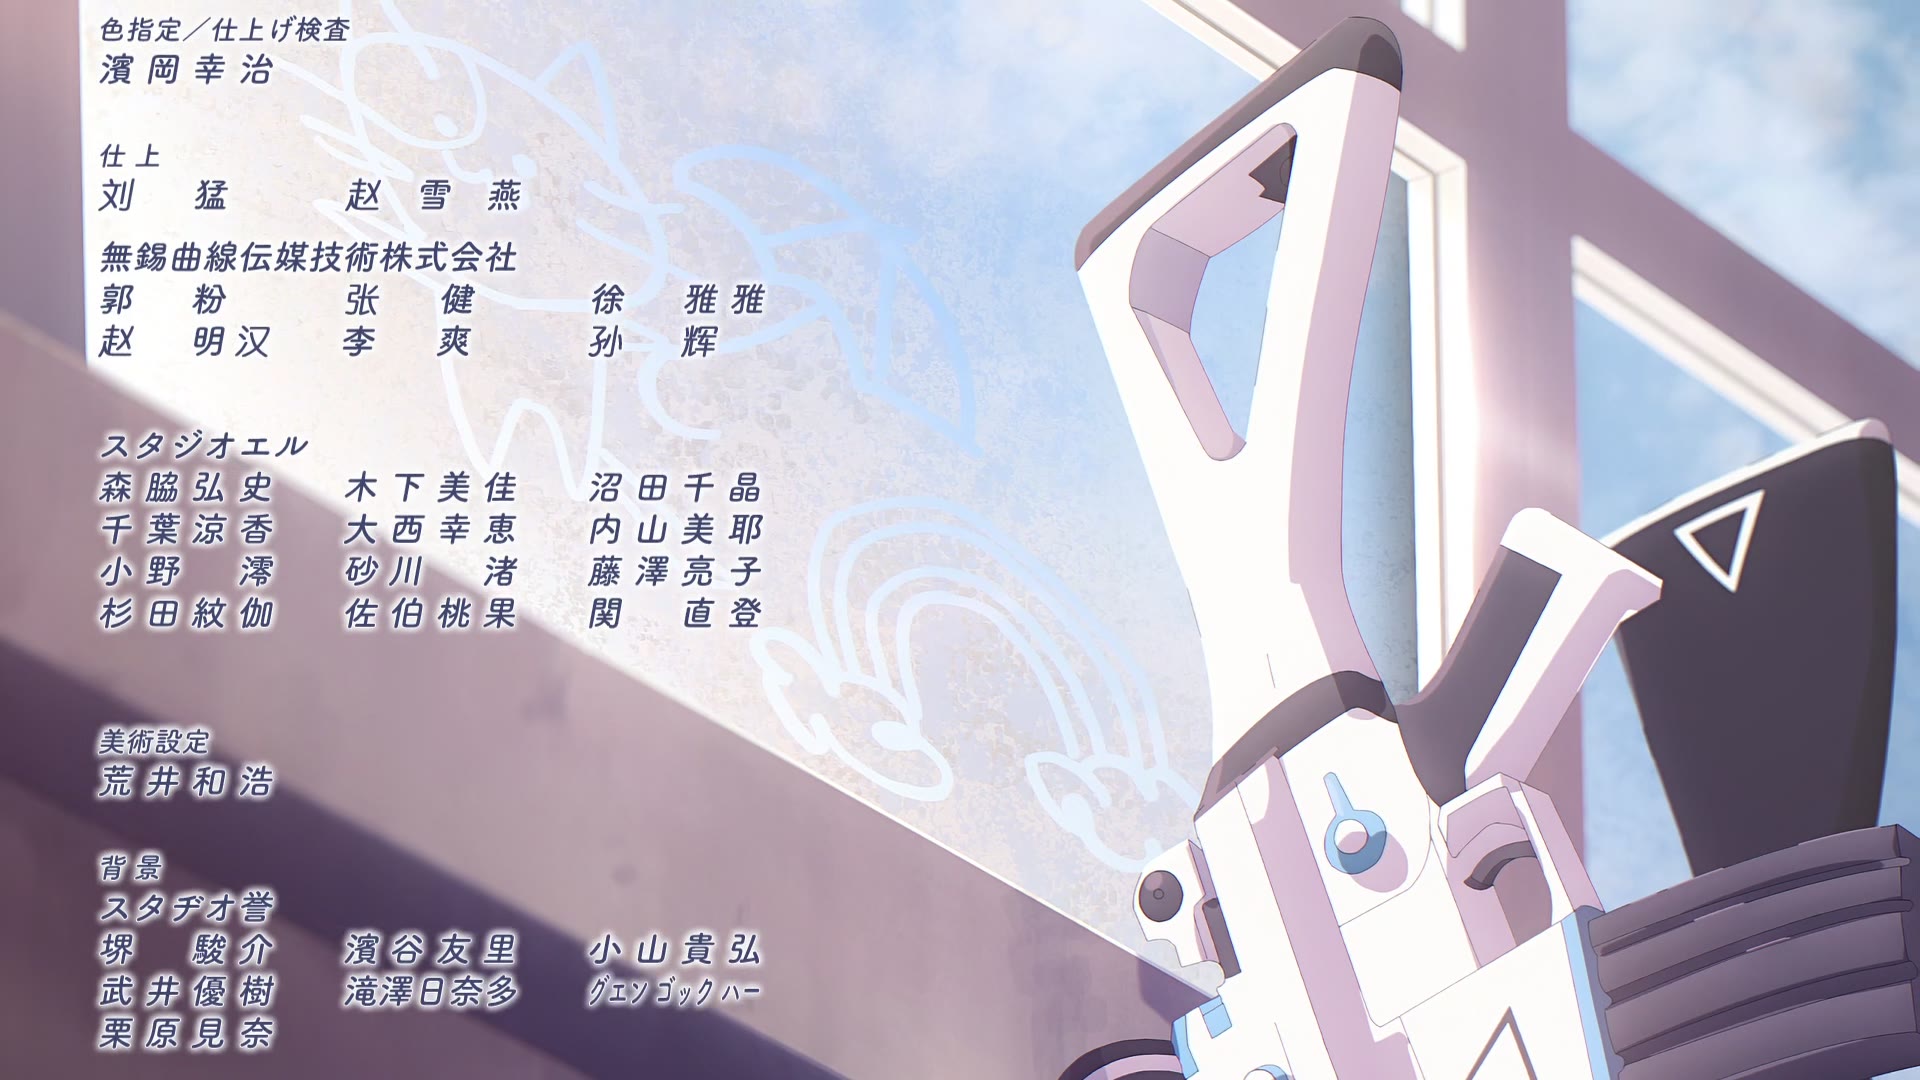 色指定／仕上げ検査
濱岡幸治
仕上
刘猛　赵雪燕
無錫曲線伝媒技術株式会社
郭粉　张健　徐雅雅
赵明汉　李爽　孙辉
スタジオエル
森脇弘史　木下美佳　沼田千晶
千葉涼香　大西幸恵　内山美耶
小野澪　砂川渚　藤澤亮子
杉田紋伽　佐伯桃果　関直登
美術設定
荒井和浩
背景
スタヂオ誉
堺駿介　濱谷友里　小山貴弘
武井優樹　滝澤日奈多　グエン ゴック ハー
栗原見奈